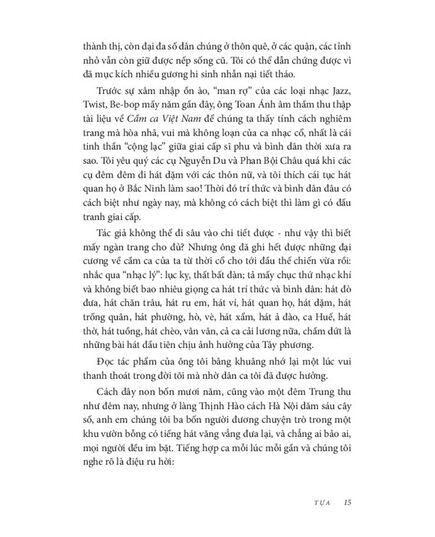 thành thị, còn đại đa số dân chúng ở thôn quê, ở các quận, các tỉnh
nhỏ vẫn còn giữ được nếp sống cũ. Tôi có thể dẫn chứng được vì
đã mục kích nhiều gương hi sinh nhẫn nại tiết tháo.
Trước sự xâm nhập ồn ào, “man rợ” của các loại nhạc Jazz,
Twist, Be-bop mấy năm gần đây, ông Toan Ánh âm thầm thu thập
tài liệu về Cầm ca Việt Nam để chúng ta thấy tính cách nghiêm
trang mà hòa nhã, vui mà không loạn của ca nhạc cổ, nhất là cái
tinh thần “cộng lạc” giữa giai cấp sĩ phu và bình dân thời xưa ra
sao. Tôi yêu quý các cụ Nguyễn Du và Phan Bội Châu quá khi các
cụ đêm đêm đi hát dặm với các thôn nữ, và tôi thích cái tục hát
quan họ ở Bắc Ninh làm sao! Thời đó trí thức và bình dân đâu có
cách biệt như ngày nay, mà không có cách biệt thì làm gì có đấu
tranh giai cấp.
Tác giả không thể đi sâu vào chi tiết được - như vậy thì biết
mấy ngàn trang cho đủ? Nhưng ông đã ghi hết được những đại
cương về cầm ca của ta từ thời cổ cho tới đầu thế chiến vừa rồi:
nhắc qua “nhạc lý”: lục kỵ, thất bất đàn; tả mấy chục thứ nhạc khí
và không biết bao nhiêu giọng ca hát trí thức và bình dân: hát đò
đưa, hát chăn trâu, hát ru em, hát ví, hát quan họ, hát dặm, hát
trống quân, hát phường, hò, vè, hát xẩm, hát ả đào, ca Huế, hát
thờ, hát tuồng, hát chèo, vân vân, cả ca cải lương nữa, chấm dứt là
những bài hát đầu tiên chịu ảnh hưởng của Tây phương.
Đọc tác phẩm của ông tôi bâng khuâng nhớ lại một lúc vui
thanh thoát trong đời tôi mà nhờ dân ca tôi đã được hưởng.
Cách đây non bốn mươi năm, cũng vào một đêm Trung thu
như đêm nay, nhưng ở làng Thịnh Hào cách Hà Nội dăm sáu cây
số, anh em chúng tôi ba bốn người đương chuyện trò trong một
khu vườn bỗng có tiếng hát văng vẳng đưa lại, và chẳng ai bảo ai,
mọi người đều im bặt. Tiếng hợp ca mỗi lúc mỗi gần và chúng tôi
nghe rõ là điệu ru hời:
TỰA 15